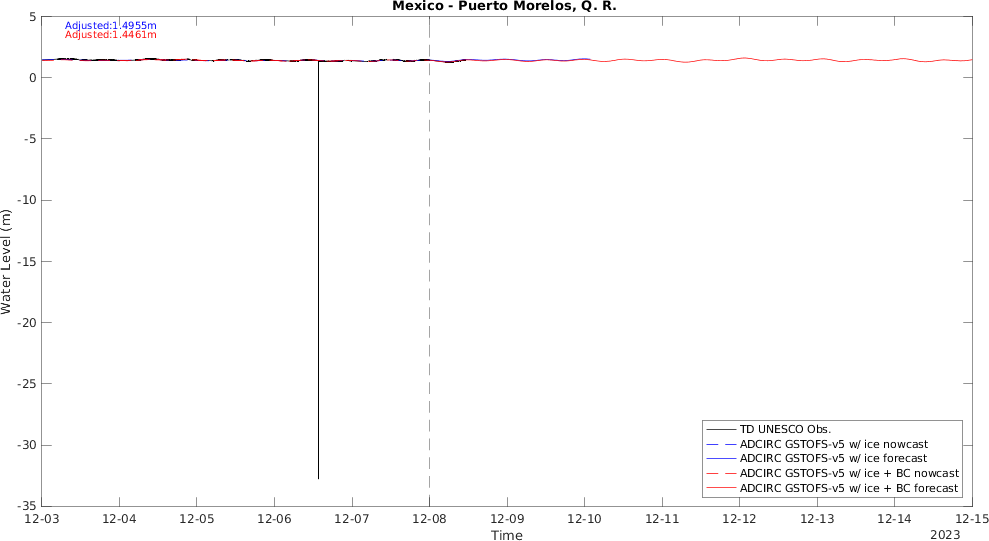 Mexico - Puerto Morelos, Q. R.
Adjusted:1.4955m
Adjusted:1.4461m
5
0
-5
-10
-15
-20
-25
-30
-35
Water Level (m)
TD UNESCO Obs.
ADCIRC GSTOFS-v5 w/ ice nowcast
ADCIRC GSTOFS-v5 w/ ice forecast
ADCIRC GSTOFS-v5 w/ ice + BC nowcast
ADCIRC GSTOFS-v5 w/ ice + BC forecast
12-03 12-04 12-05 12-06 12-07 12-08 12-09 12-10 12-11 12-12 12-13 12-14 12-15
Time
2023